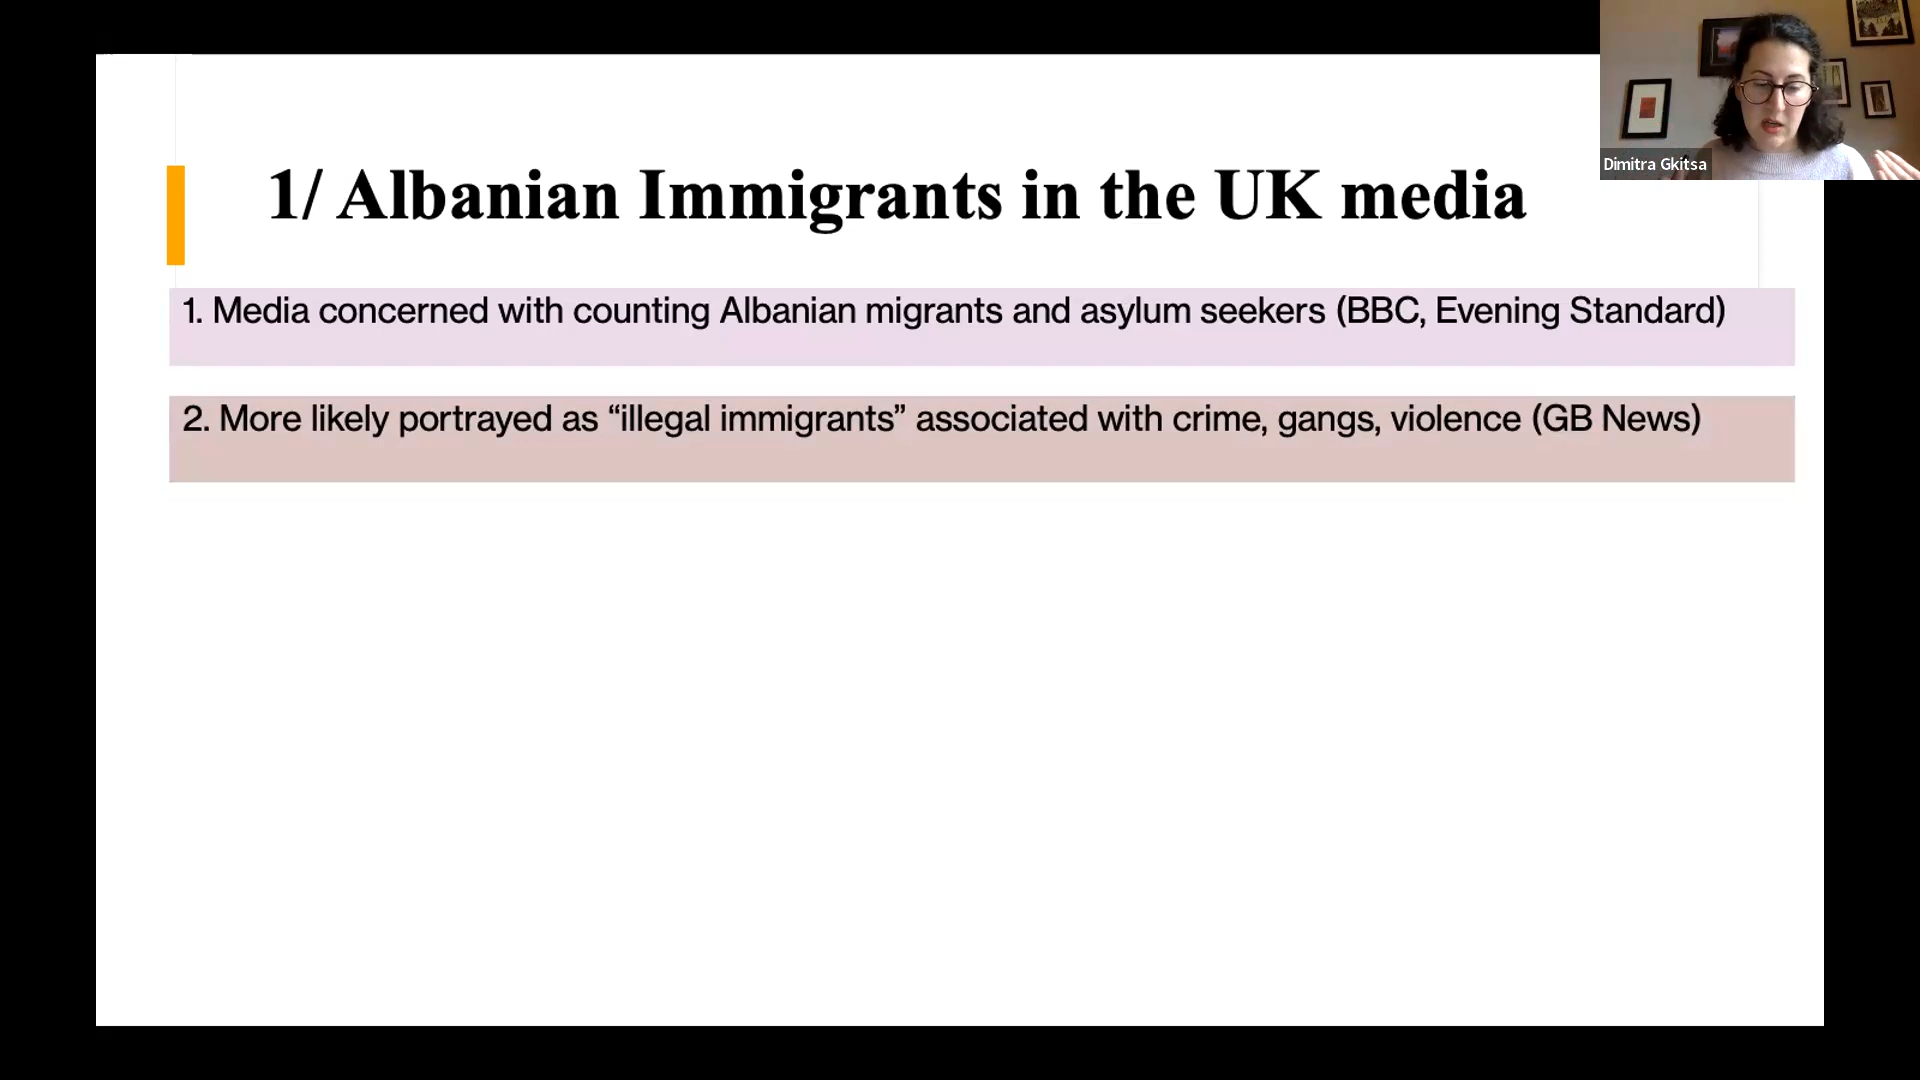 Dimitra Gkitsa
1/ Albanian Immigrants in the UK media
1. Media concerned with counting Albanian migrants and asylum seekers (BBC, Evening Standard)
2. More likely portrayed as “illegal immigrants” associated with crime, gangs, violence (GB News)